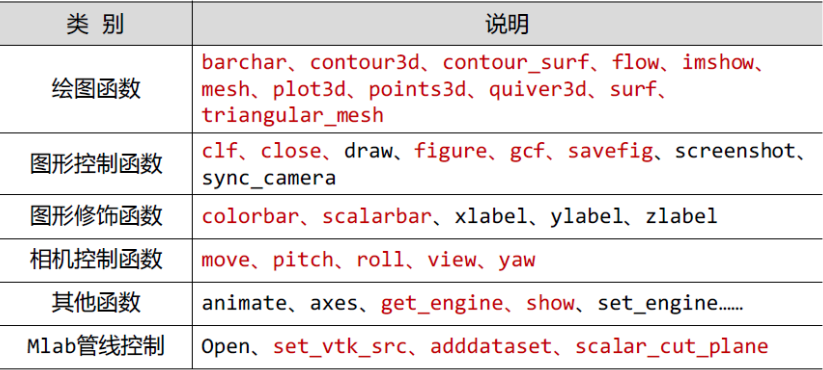 类 别 说明
barchar、contour3d、contour_surf、flow、imshow、
绘图函数 mesh、plot3d、points3d、quiver3d、surf、
triangular_mesh
图形控制函数 clf、close、draw、figure、gcf、savefig、screenshot、
sync_camera
图形修饰函数 colorbar、scalarbar、xlabel、ylabel、zlabel
相机控制函数 move、pitch、roll、view、yaw
其他函数 animate、axes、get_engine、show、set_engine……
Mlab管线控制 Open、set_vtk_src、adddataset、scalar_cut_plane